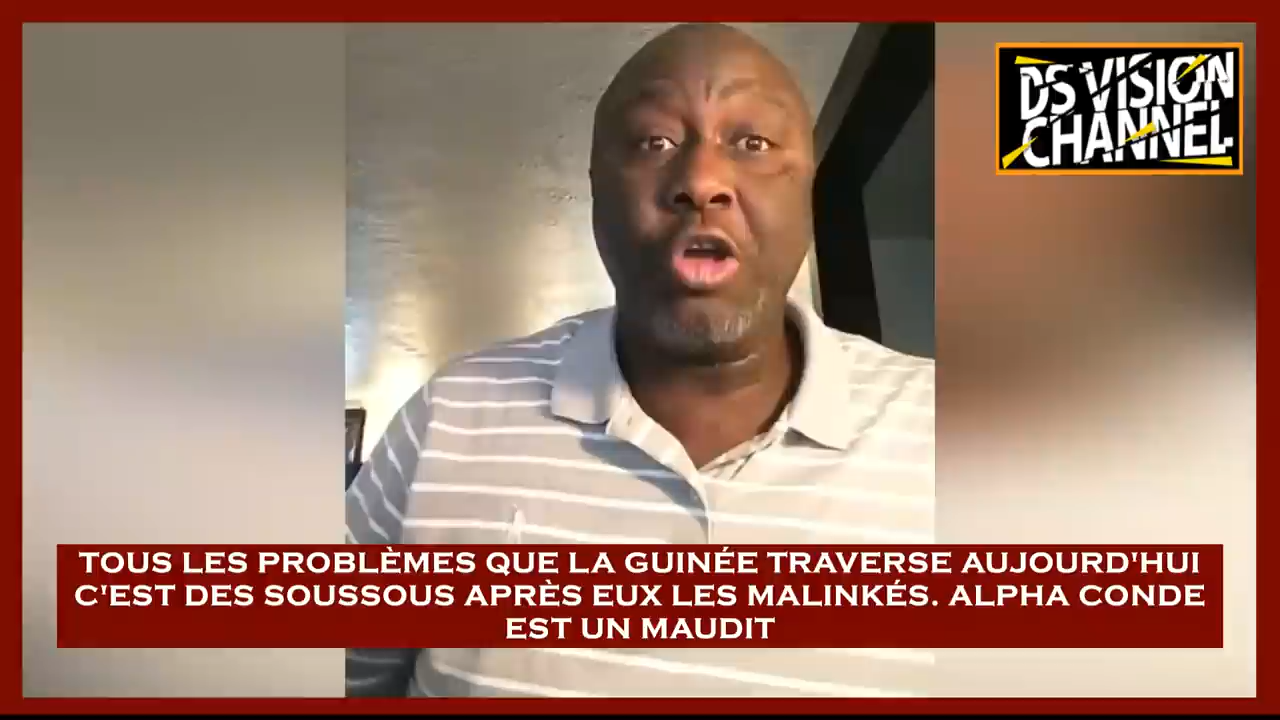 DS VISION
CHANNEL
TOUS LES PROBLÈMES QUE LA GUINÉE TRAVERSE AUJOURD'HUI
C'EST DES SOUSSOUS APRÈS EUX LES MALINKÉS. ALPHA CONDE
EST UN MAUDIT